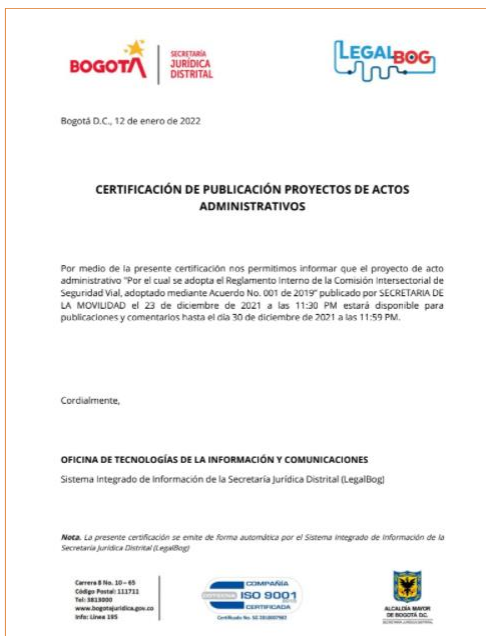 BOGOTÁ
SECRETARÍA
JURÍDICA
DISTRITAL
LEGALBOG
Bogotá D.C., 12 de enero de 2022
CERTIFICACIÓN DE PUBLICACIÓN PROYECTOS DE ACTOS
ADMINISTRATIVOS
Por medio de la presente certificación nos permitimos informar que el proyecto de acto
administrativo "Por el cual se adopta el Reglamento Interno de la Comisión Intersectorial de
Seguridad Vial, adoptado mediante Acuerdo No. 001 de 2019" publicado por SECRETARIA DE
LA MOVILIDAD el 23 de diciembre de 2021 a las 11:30 PM estará disponible para
publicaciones y comentarios hasta el día 30 de diciembre de 2021 a las 11:59 PM.
Cordialmente,
OFICINA DE TECNOLOGÍAS DE LA INFORMACIÓN Y COMUNICACIONES
Sistema Integrado de Información de la Secretaría Jurídica Distrital (LegalBog)
Nota. La presente certificación se emite de forma automática por el Sistema Integrado de Información de la
Secretaría Jurídica Distrital (LegalBog)
Carrera 8 No. 10 – 65
Código Postal: 111711
Tel: 3813000
www.bogotajuridica.gov.co
Info: Línea 195
COMPAÑÍA
ISO 9001
CERTIFICADA
ALCALDÍA MAYOR
DE BOGOTÁ D.C.